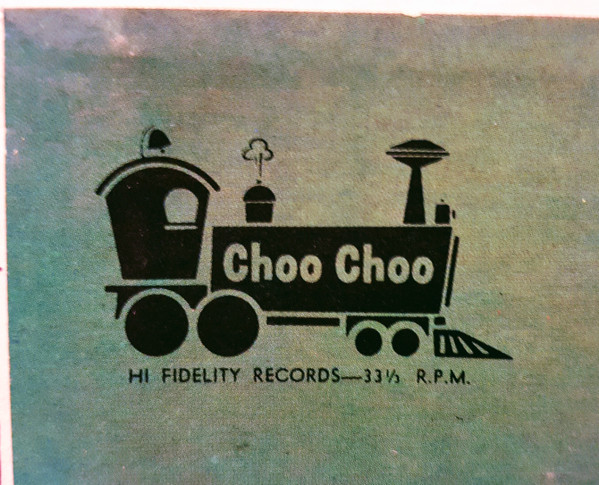 Choo Choo
HI FIDELITY RECORDS—33⅓ R.P.M.